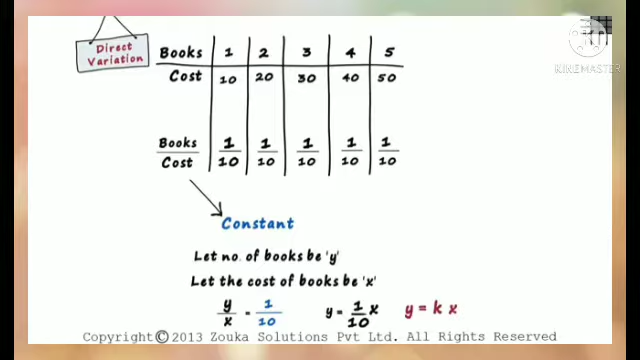 Direct
Variation
Books 1 2 3 4 5
Cost 10 20 30 40 50
Books/Cost 1/10 1/10 1/10 1/10 1/10
Constant
Let no. of books be 'y'
Let the cost of books be 'x'
y/x = 1/10 y = 1/10 x y = k x
Copyright©2013 Zouka Solutions Pvt Ltd. All Rights Reserved
KINEMASTER